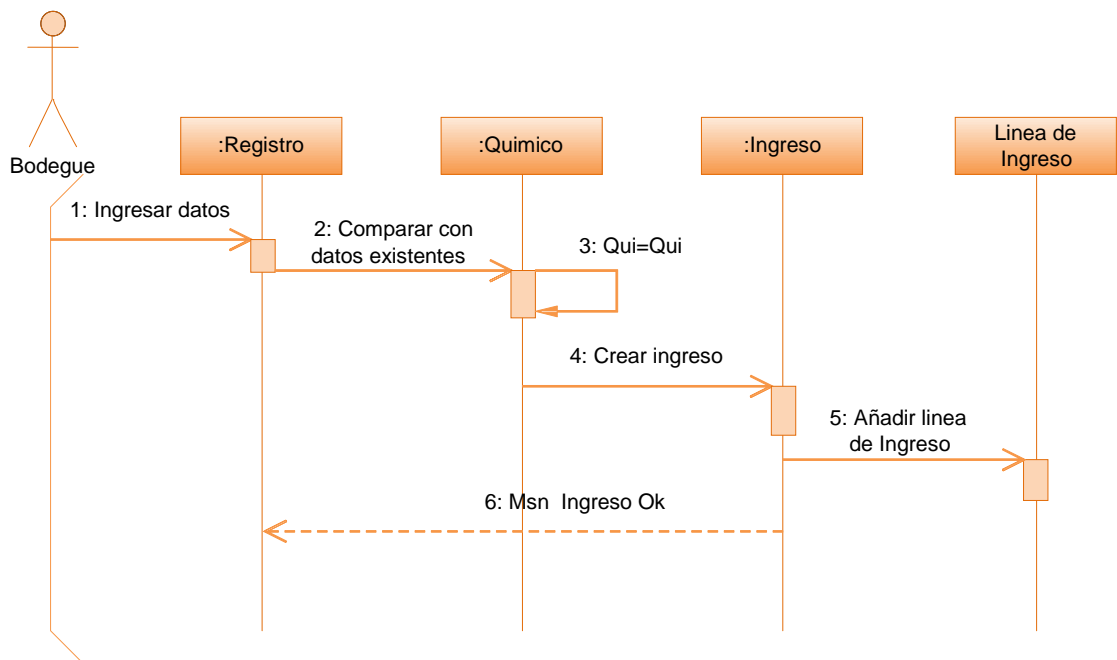 :Registro
:Quimico
:Ingreso
Linea de
Ingreso
Bodegue
1: Ingresar datos
2: Comparar con
datos existentes
3: Qui=Qui
4: Crear ingreso
5: Añadir linea
de Ingreso
6: Msn  Ingreso Ok